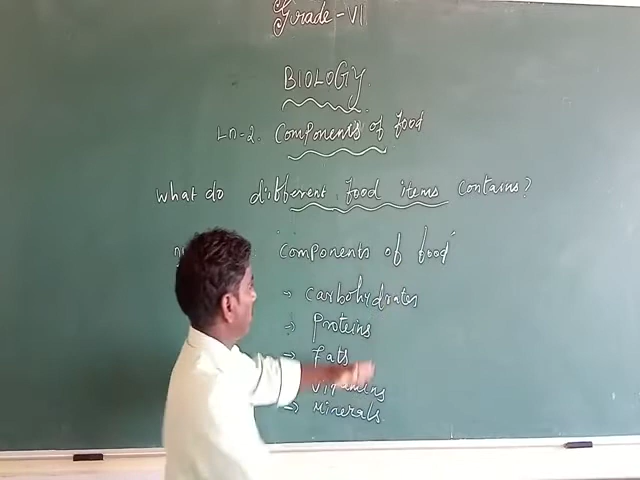 Grade - VI
BIOLOGY.
Ln-2. Components of food
What do different food items contains?
"Components of food"
→ Carbohydrates
→ Proteins
→ Fats
Vitamins
→ Minerals